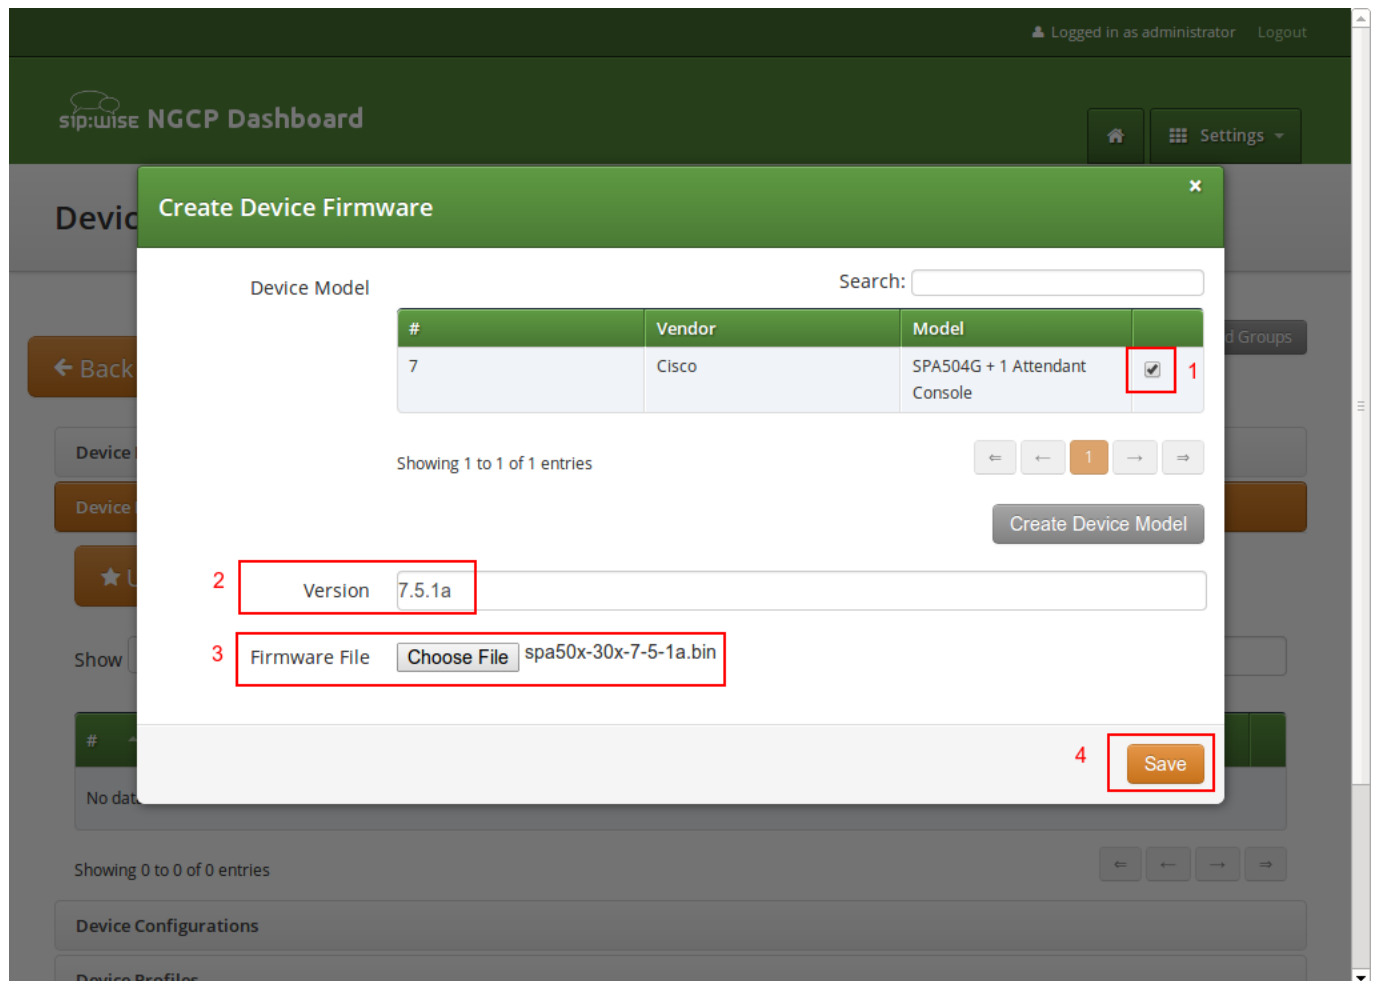 Logged in as administrator Logout
sip:wise NGCP Dashboard
Settings
Devic
Create Device Firmware
×
Device Model
Search:
# Vendor Model
7 Cisco SPA504G + 1 Attendant
Console
1
d Groups
Back
Device
Showing 1 to 1 of 1 entries
⇐ ← 1 → ⇒
Device
Create Device Model
U
2 Version 7.5.1a
3 Firmware File Choose File spa50x-30x-7-5-1a.bin
Show
4 Save
#
No data
Showing 0 to 0 of 0 entries
⇐ ← → ⇒
Device Configurations
Device Profiles